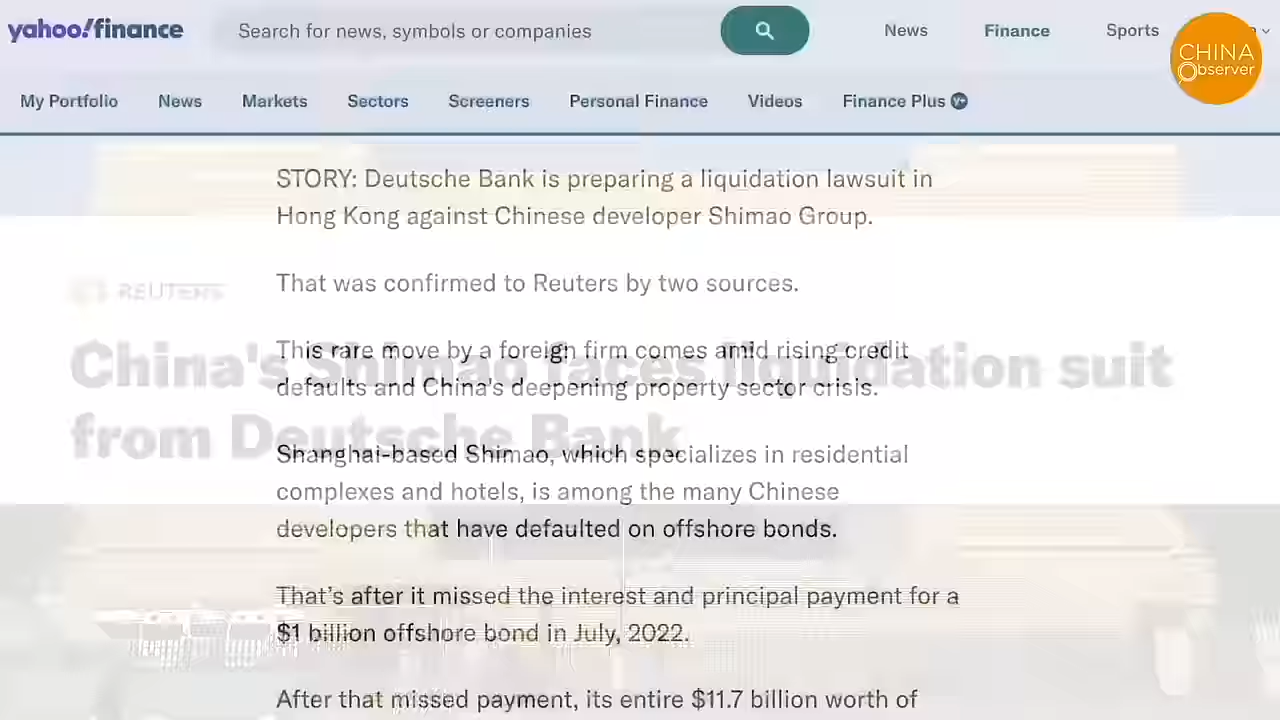 yahoo!finance
Search for news, symbols or companies
News
Finance
Sports
CHINA
Observer
My Portfolio
News
Markets
Sectors
Screeners
Personal Finance
Videos
Finance Plus
STORY: Deutsche Bank is preparing a liquidation lawsuit in
Hong Kong against Chinese developer Shimao Group.
That was confirmed to Reuters by two sources.
REUTERS
China's Shimao faces liquidation suit
from Deutsche Bank
This rare move by a foreign firm comes amid rising credit
defaults and China's deepening property sector crisis.
Shanghai-based Shimao, which specializes in residential
complexes and hotels, is among the many Chinese
developers that have defaulted on offshore bonds.
That's after it missed the interest and principal payment for a
$1 billion offshore bond in July, 2022.
After that missed payment, its entire $11.7 billion worth of